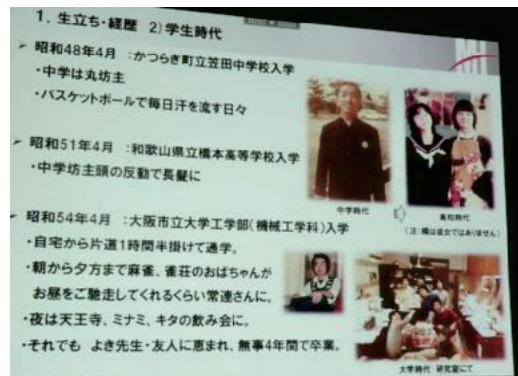 1. 生立ち・経歴 2)学生時代
➢ 昭和48年4月 :かつらぎ町立笠田中学校入学
・中学は丸坊主
・バスケットボールで毎日汗を流す日々
➢ 昭和51年4月 :和歌山県立橋本高等学校入学
・中学坊主頭の反動で長髪に
中学時代
高校時代
(注:横は彼女ではありません)
➢ 昭和54年4月 :大阪市立大学工学部(機械工学科)入学
・自宅から片道1時間半掛けて通学。
・朝から夕方まで麻雀、雀荘のおばちゃんが
お昼をご馳走してくれるくらい常連さんに。
・夜は天王寺、ミナミ、キタの飲み会に。
・それでも よき先生・友人に恵まれ、無事4年間で卒業。
大学時代 研究室にて